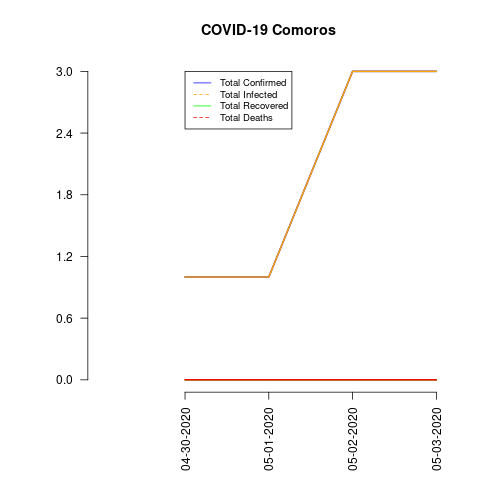 COVID-19 Comoros
Total Confirmed
Total Infected
Total Recovered
Total Deaths
3.0
2.4
1.8
1.2
0.6
0.0
04-30-2020
05-01-2020
05-02-2020
05-03-2020